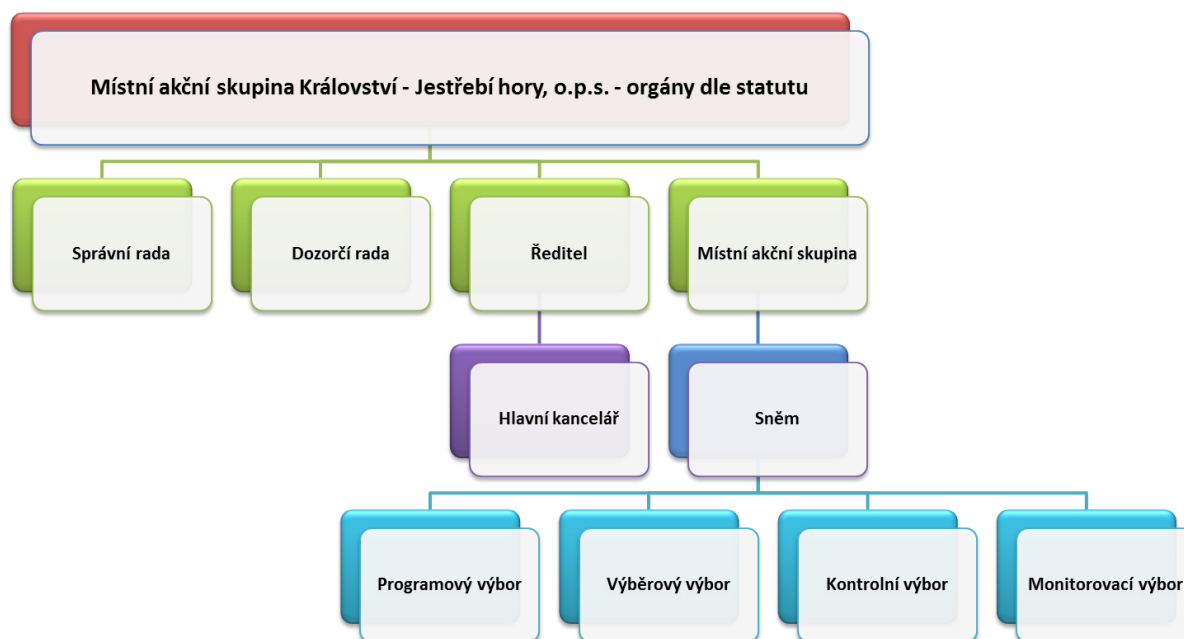 Místní akční skupina Království - Jestřebí hory, o.p.s. - orgány dle statutu
Správní rada
Dozorčí rada
Ředitel
Místní akční skupina
Hlavní kancelář
Sněm
Programový výbor
Výběrový výbor
Kontrolní výbor
Monitorovací výbor